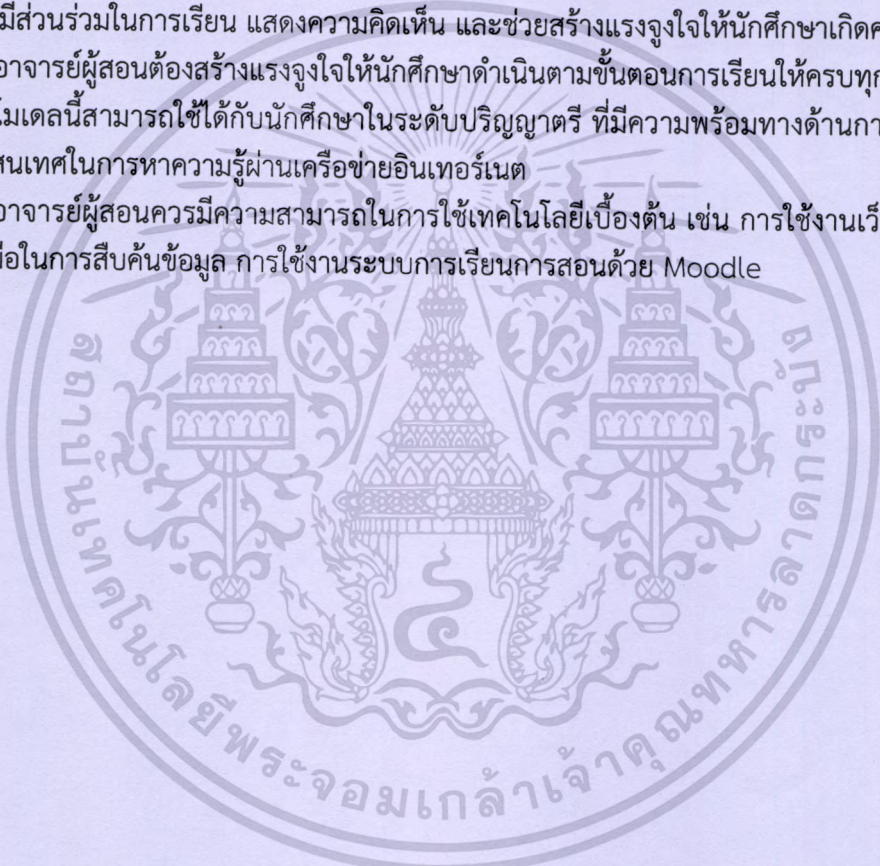 มีส่วนร่วมในการเรียน แสดงความคิดเห็น และช่วยสร้างแรงจูงใจให้นักศึกษาเกิด
อาจารย์ผู้สอนต้องสร้างแรงจูงใจให้นักศึกษาดำเนินตามขั้นตอนการเรียนให้ครบ
โมเดลนี้สามารถใช้ได้กับนักศึกษาในระดับปริญญาตรี ที่มีความพร้อมทางด้าน
สนเทศในการหาความรู้ผ่านเครือข่ายอินเทอร์เนต
อาจารย์ผู้สอนควรมีความสามารถในการใช้เทคโนโลยีเบื้องต้น เช่น การใช้งาน
มือในการสืบค้นข้อมูล การใช้งานระบบการเรียนการสอนด้วย Moodle
สถาบันเทคโนโลยีพระจอมเกล้าเจ้าคุณทหารลาดกระบัง